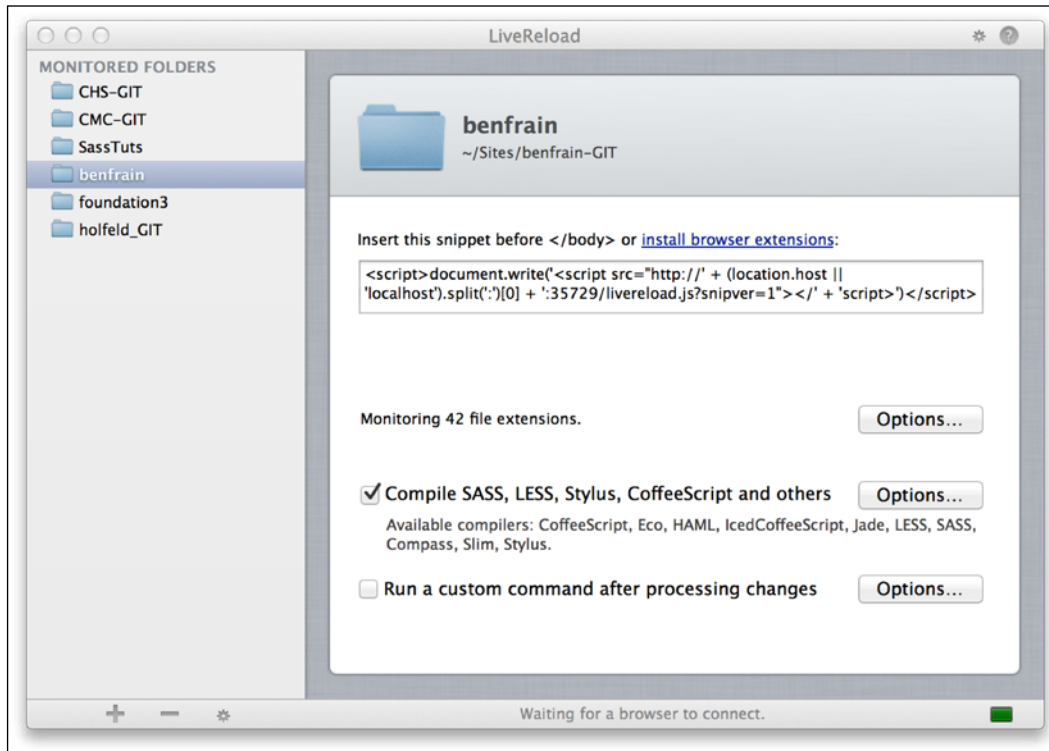 LiveReload
MONITORED FOLDERS
CHS-GIT
CMC-GIT
SassTuts
benfrain
foundation3
holfeld_GIT
benfrain
~/Sites/benfrain-GIT
Insert this snippet before </body> or install browser extensions:
<script>document.write('<script src="http://' + (location.host ||
'localhost').split(':')[0] + ':35729/livereload.js?snipver=1"></' + 'script>')</script>
Monitoring 42 file extensions.
Options...
Compile SASS, LESS, Stylus, CoffeeScript and others
Options...
Available compilers: CoffeeScript, Eco, HAML, IcedCoffeeScript, Jade, LESS, SASS,
Compass, Slim, Stylus.
Run a custom command after processing changes
Options...
Waiting for a browser to connect.